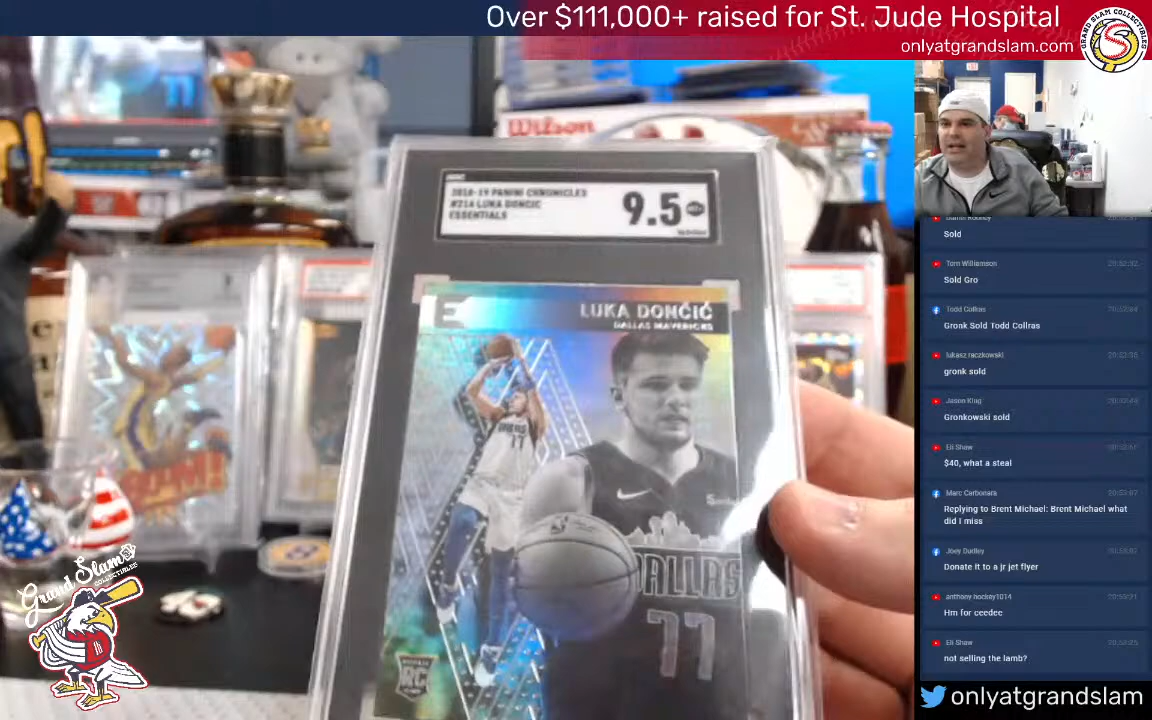 Over $111,000+ raised for St. Jude Hospital
onlyatgrandslam.com
GRAND SLAM COLLECTIBLES
Wilson
2018-19 PANINI CHRONICLES
#214 LUKA DONCIC
ESSENTIALS
9.5
LUKA DONČIĆ
DALLAS MAVERICKS
DALLAS
77
77
RC
SLAM!
Grand Slam
COLLECTIBLES
Sold
Tom Williamson
Sold Gro
Todd Collras
Gronk Sold Todd Collras
lukasz.raczkowski
gronk sold
Jason King
Gronkowski sold
Eli Shaw
$40, what a steal
Marc Carbonara
Replying to Brent Michael: Brent Michael what
did I miss
Joey Dudley
Donate it to a jr jet flyer
anthony.hockey1014
Hm for ceedee
Eli Shaw
not selling the lamb?
onlyatgrandslam